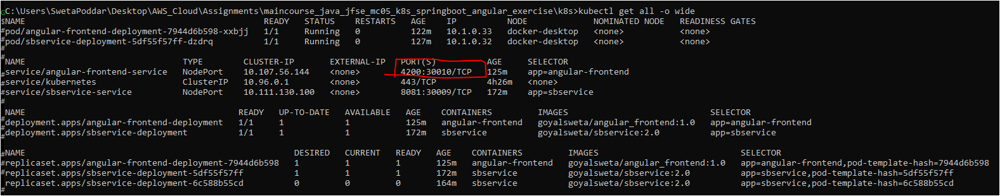 C:\Users\SwetaPoddar\Desktop\AWS_Cloud\Assignments\maincourse_java_jfse_mc05_k8s_springboot_angular_exercise\k8s>kubectl get all -o wide
$NAME READY STATUS RESTARTS AGE IP NODE NOMINATED NODE READINESS GATES
#pod/angular-frontend-deployment-7944d6b598-xxbjj 1/1 Running 0 122m 10.1.0.33 docker-desktop <none> <none>
#pod/sbservice-deployment-5df55f57ff-dzdrq 1/1 Running 0 127m 10.1.0.32 docker-desktop <none> <none>
#
#NAME TYPE CLUSTER-IP EXTERNAL-IP PORT(S) AGE SELECTOR
#service/angular-frontend-service NodePort 10.107.56.144 <none> 4200:30010/TCP 125m app=angular-frontend
#service/kubernetes ClusterIP 10.96.0.1 <none> 443/TCP 4h26m <none>
#service/sbservice-service NodePort 10.111.130.100 <none> 8081:30009/TCP 172m app=sbservice
#
NAME READY UP-TO-DATE AVAILABLE AGE CONTAINERS IMAGES SELECTOR
#deployment.apps/angular-frontend-deployment 1/1 1 1 125m angular-frontend goyalsweta/angular_frontend:1.0 app=angular-frontend
#deployment.apps/sbservice-deployment 1/1 1 1 172m sbservice goyalsweta/sbservice:2.0 app=sbservice
#NAME DESIRED CURRENT READY AGE CONTAINERS IMAGES SELECTOR
#replicaset.apps/angular-frontend-deployment-7944d6b598 1 1 1 125m angular-frontend goyalsweta/angular_frontend:1.0 app=angular-frontend,pod-template-hash=7944d6b598
#replicaset.apps/sbservice-deployment-5df55f57ff 1 1 1 172m sbservice goyalsweta/sbservice:2.0 app=sbservice,pod-template-hash=5df55f57ff
replicaset.apps/sbservice-deployment-6c588b55cd 0 0 0 164m sbservice goyalsweta/sbservice:2.0 app=sbservice,pod-template-hash=6c588b55cd
#